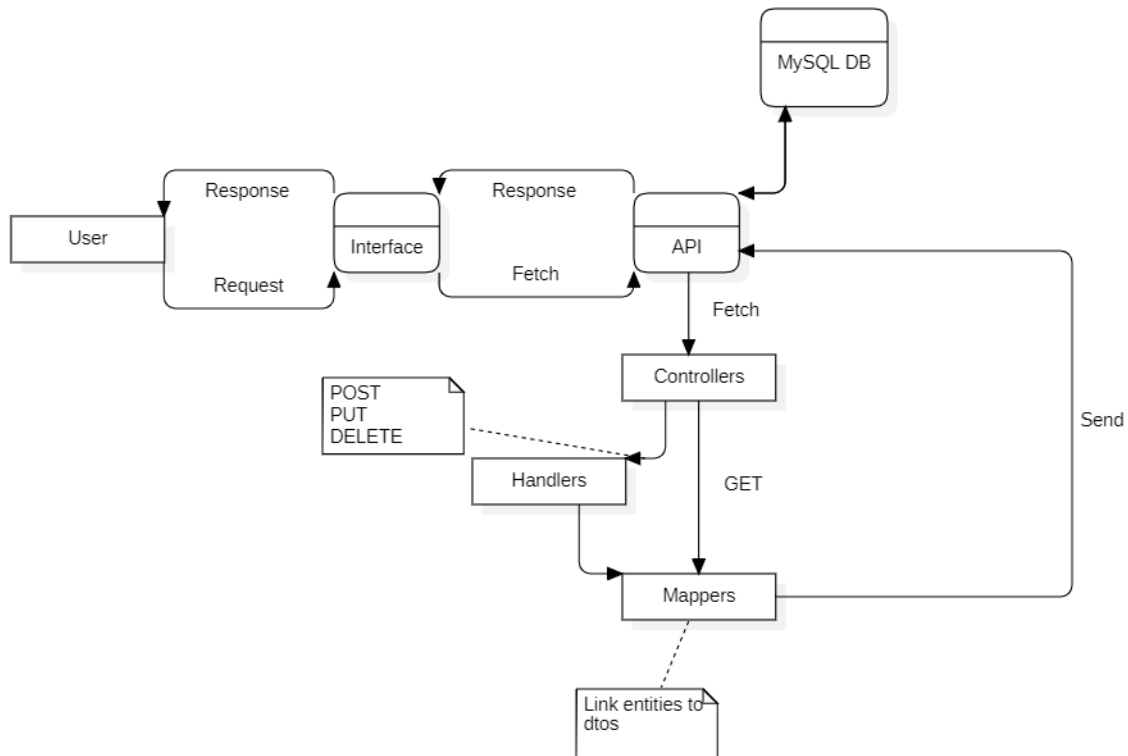 MySQL DB
Response
Response
User
Interface
API
Request
Fetch
Fetch
Controllers
POST
PUT
DELETE
Send
Handlers
GET
Mappers
Link entities to
dtos